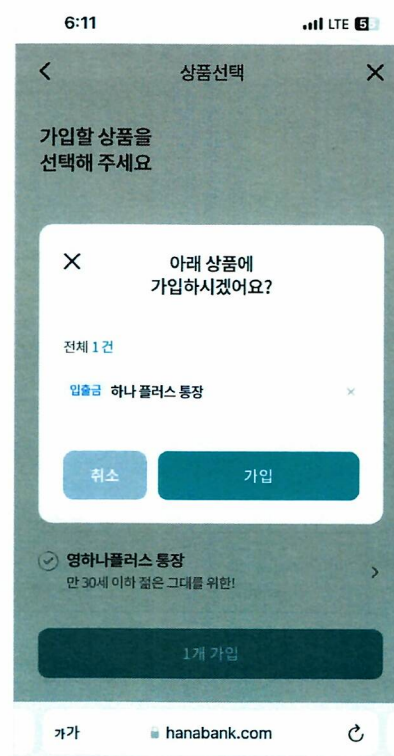 6:11
LTE 5
상품선택
가입할 상품을
선택해 주세요
아래 상품에
가입하시겠어요?
전체 1 건
입출금 하나 플러스 통장
취소
가입
영하나플러스 통장
만 30세 이하 젊은 그대를 위한!
1개 가입
가가 hanabank.com